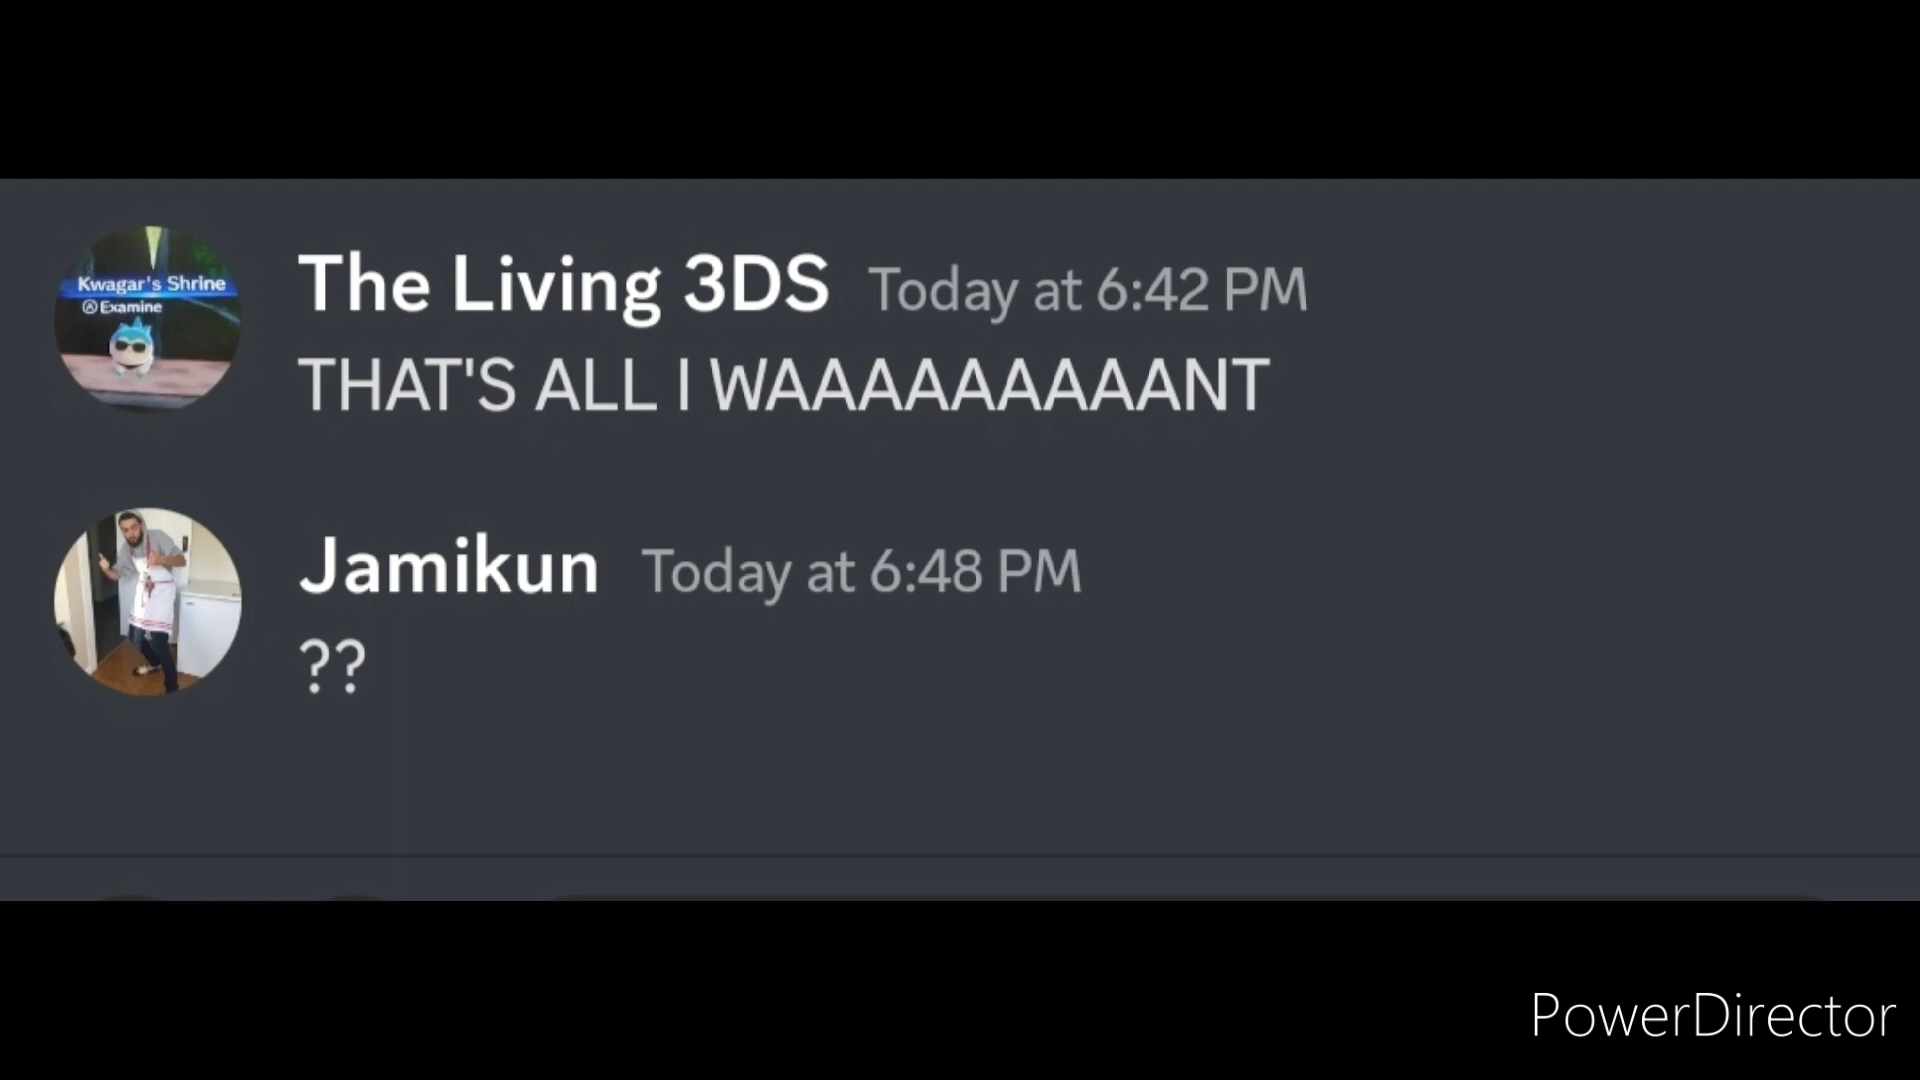 Kwagar's Shrine
Ⓐ Examine
The Living 3DS Today at 6:42 PM
THAT'S ALL I WAAAAAAAAANT
Jamikun Today at 6:48 PM
??
PowerDirector